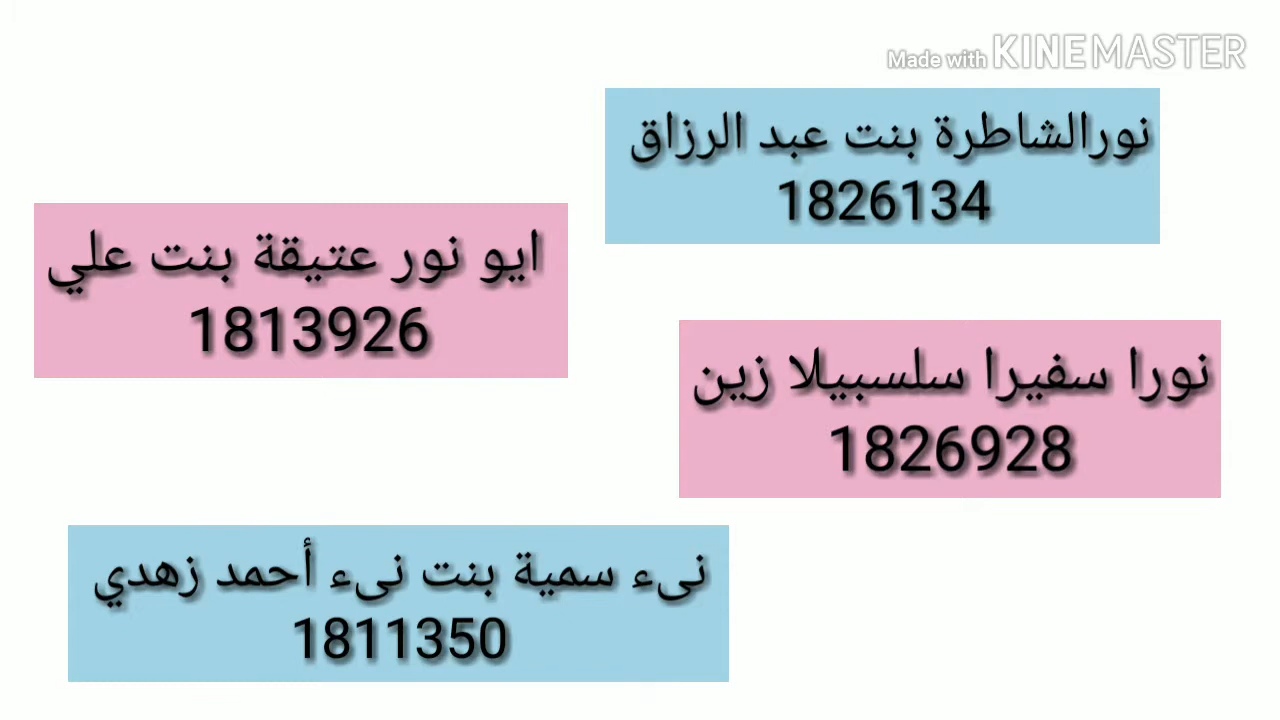 Made with KINEMASTER
نورالشاطرة بنت عبد الرزاق
1826134
ايو نور عتيقة بنت علي
1813926
نورا سفيرا سلسبيلا زين
1826928
نىء سمية بنت نىء أحمد زهدي
1811350